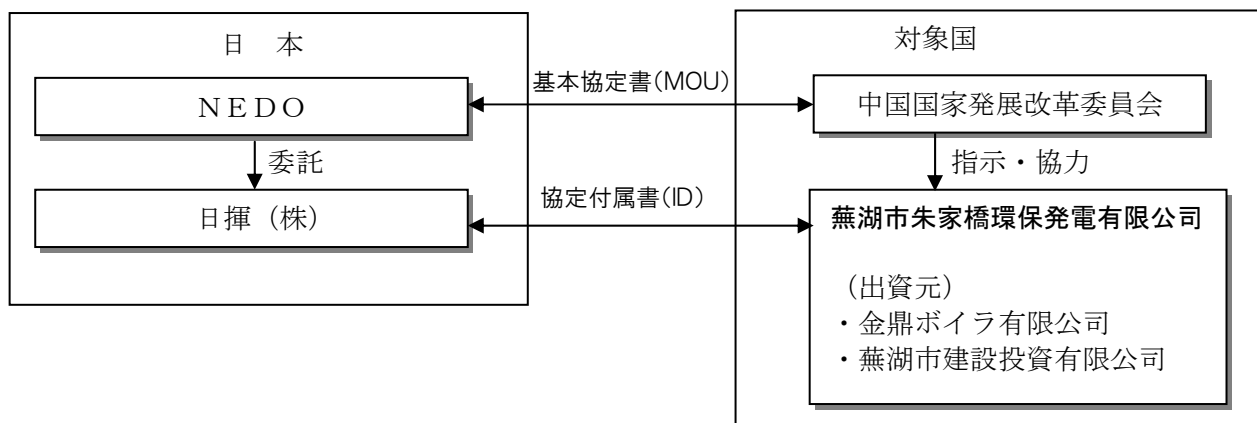 日　本
ＮＥＤＯ
委託
日揮（株）
基本協定書(MOU)
協定付属書(ID)
対象国
中国国家発展改革委員会
指示・協力
蕪湖市朱家橋環保発電有限公司
（出資元）
・金鼎ボイラ有限公司
・蕪湖市建設投資有限公司